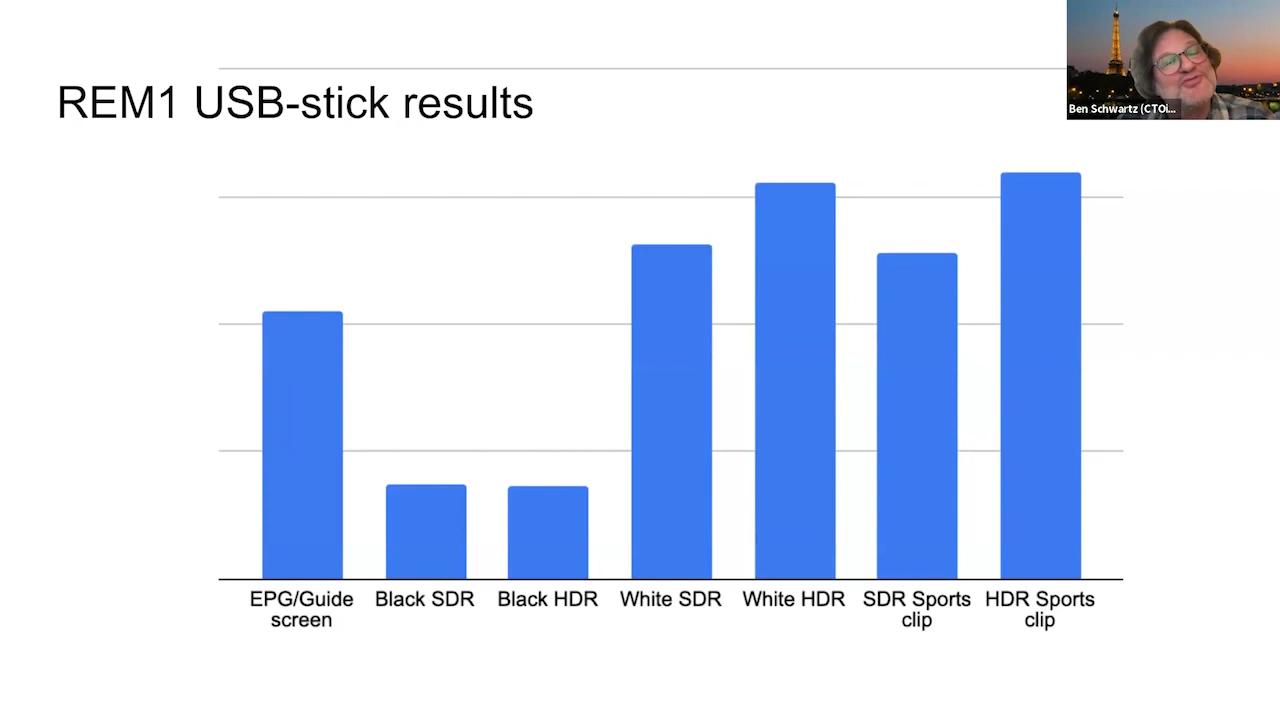 REM1 USB-stick results
Ben Schwartz (CTOi...
EPG/Guide screen
Black SDR
Black HDR
White SDR
White HDR
SDR Sports clip
HDR Sports clip